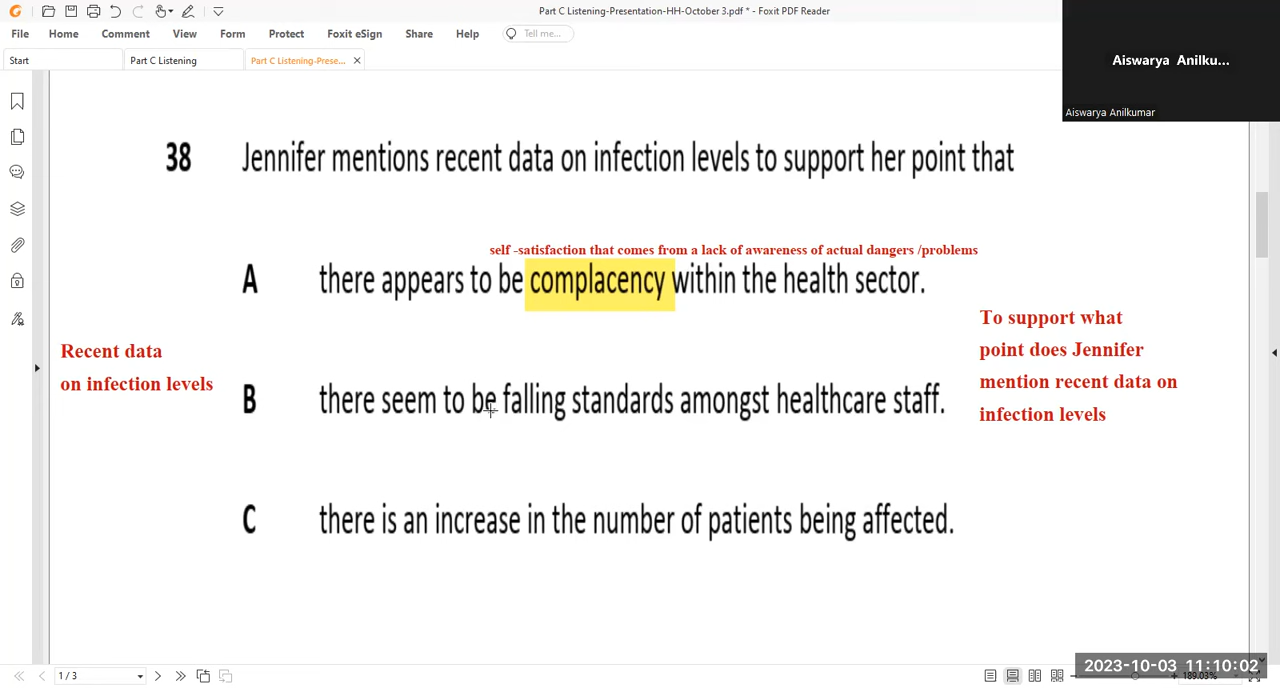 Part C Listening-Presentation-HH-October 3.pdf * - Foxit PDF Reader
File Home Comment View Form Protect Foxit eSign Share Help Tell me...
Start Part C Listening Part C Listening-Prese...
Aiswarya Anilku...
Aiswarya Anilkumar
38 Jennifer mentions recent data on infection levels to support her point that
self -satisfaction that comes from a lack of awareness of actual dangers /problems
A there appears to be complacency within the health sector.
Recent data
on infection levels
To support what
point does Jennifer
mention recent data on
infection levels
B there seem to be falling standards amongst healthcare staff.
C there is an increase in the number of patients being affected.
1 / 3
2023-10-03 11:10:02
189.03%